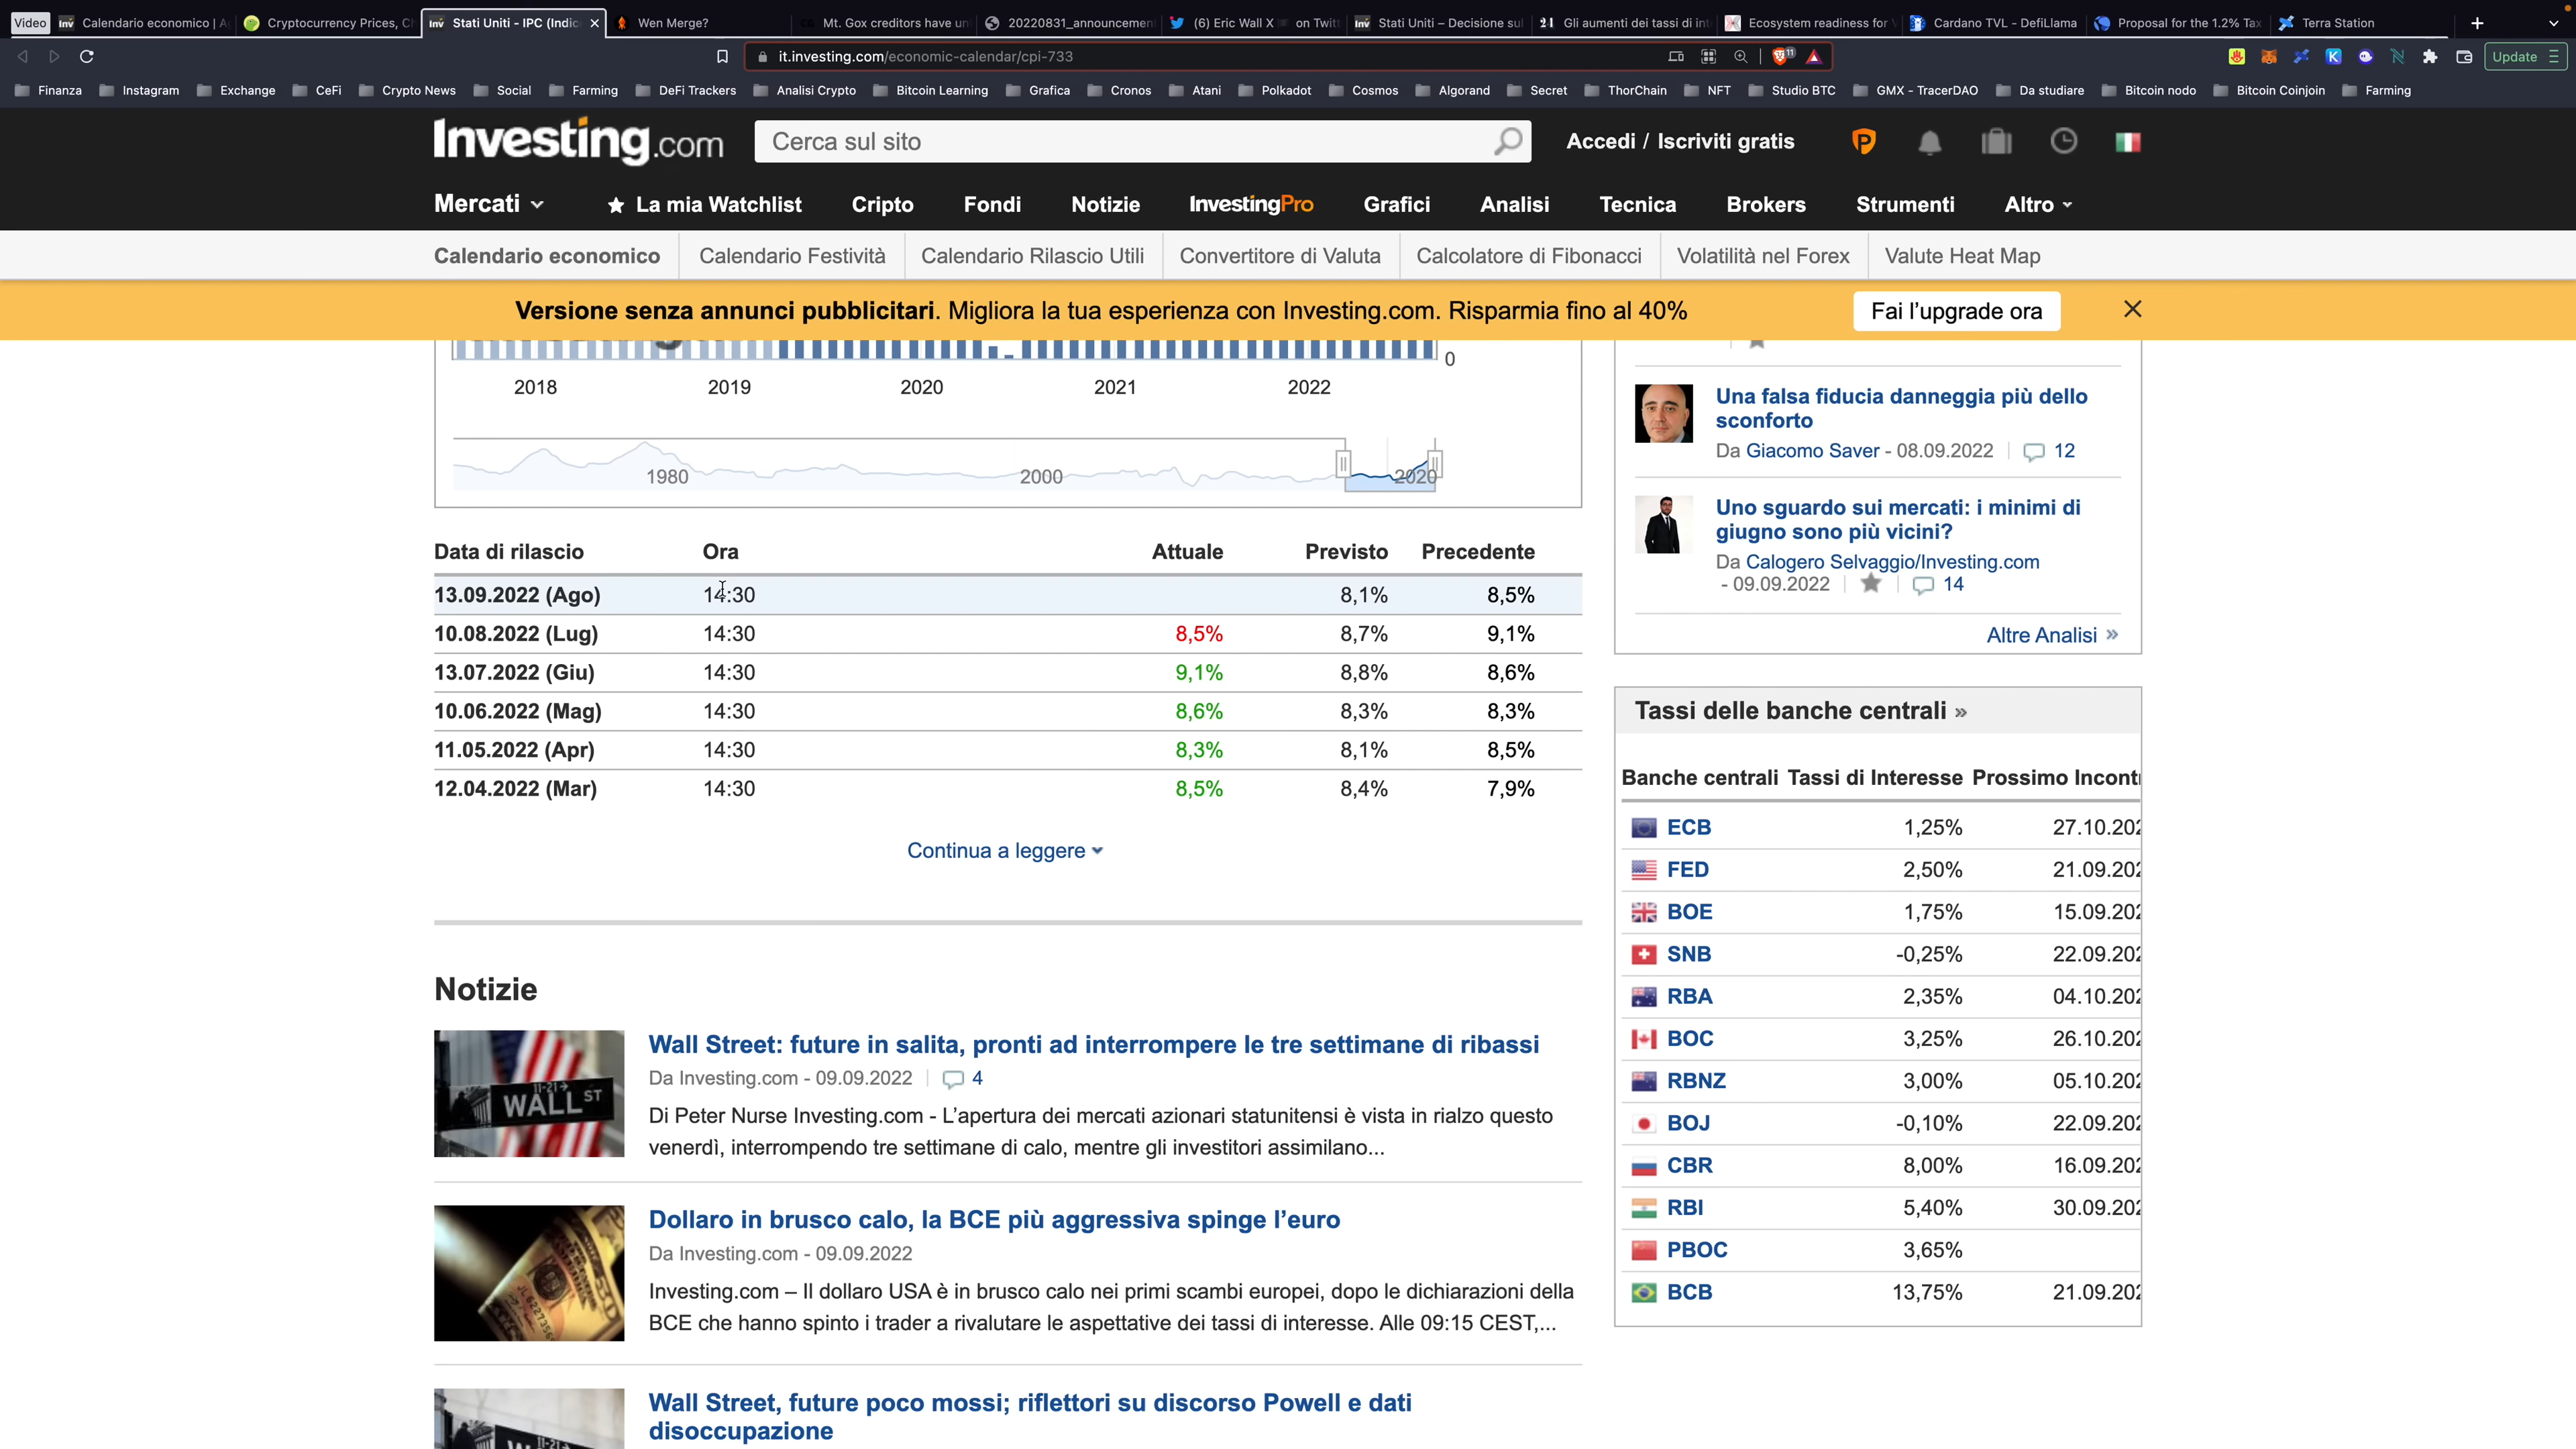 Video
Calendario economico | A
Cryptocurrency Prices, C
Stati Uniti - IPC (Indic
Wen Merge?
Mt. Gox creditors have un
20220831_announcemen
(6) Eric Wall X on Twitt
Stati Uniti – Decisione su
Gli aumenti dei tassi di int
Ecosystem readiness for
Cardano TVL - DefiLlama
Proposal for the 1.2% Tax
Terra Station
it.investing.com/economic-calendar/cpi-733
11
Update
Finanza
Instagram
Exchange
CeFi
Crypto News
Social
Farming
DeFi Trackers
Analisi Crypto
Bitcoin Learning
Grafica
Cronos
Atani
Polkadot
Cosmos
Algorand
Secret
ThorChain
NFT
Studio BTC
GMX - TracerDAO
Da studiare
Bitcoin nodo
Bitcoin Coinjoin
Farming
Investing.com
Cerca sul sito
Accedi / Iscriviti gratis
Mercati
La mia Watchlist
Cripto
Fondi
Notizie
InvestingPro
Grafici
Analisi
Tecnica
Brokers
Strumenti
Altro
Calendario economico
Calendario Festività
Calendario Rilascio Utili
Convertitore di Valuta
Calcolatore di Fibonacci
Volatilità nel Forex
Valute Heat Map
Versione senza annunci pubblicitari. Migliora la tua esperienza con Investing.com. Risparmia fino al 40%
Fai l'upgrade ora
0
2018 2019 2020 2021 2022
1980 2000 2020
Data di rilascio Ora Attuale Previsto Precedente
13.09.2022 (Ago) 14:30 8,1% 8,5%
10.08.2022 (Lug) 14:30 8,5% 8,7% 9,1%
13.07.2022 (Giu) 14:30 9,1% 8,8% 8,6%
10.06.2022 (Mag) 14:30 8,6% 8,3% 8,3%
11.05.2022 (Apr) 14:30 8,3% 8,1% 8,5%
12.04.2022 (Mar) 14:30 8,5% 8,4% 7,9%
Continua a leggere
Notizie
WALL ST
11-21
Wall Street: future in salita, pronti ad interrompere le tre settimane di ribassi
Da Investing.com - 09.09.2022 4
Di Peter Nurse Investing.com - L'apertura dei mercati azionari statunitensi è vista in rialzo questo
venerdì, interrompendo tre settimane di calo, mentre gli investitori assimilano...
Dollaro in brusco calo, la BCE più aggressiva spinge l'euro
Da Investing.com - 09.09.2022
Investing.com – Il dollaro USA è in brusco calo nei primi scambi europei, dopo le dichiarazioni della
BCE che hanno spinto i trader a rivalutare le aspettative dei tassi di interesse. Alle 09:15 CEST,...
Wall Street, future poco mossi; riflettori su discorso Powell e dati
disoccupazione
Una falsa fiducia danneggia più dello
sconforto
Da Giacomo Saver - 08.09.2022 12
Uno sguardo sui mercati: i minimi di
giugno sono più vicini?
Da Calogero Selvaggio/Investing.com
- 09.09.2022 14
Altre Analisi »
Tassi delle banche centrali »
Banche centrali Tassi di Interesse Prossimo Incont
ECB 1,25% 27.10.202
FED 2,50% 21.09.202
BOE 1,75% 15.09.202
SNB -0,25% 22.09.202
RBA 2,35% 04.10.202
BOC 3,25% 26.10.202
RBNZ 3,00% 05.10.202
BOJ -0,10% 22.09.202
CBR 8,00% 16.09.202
RBI 5,40% 30.09.202
PBOC 3,65%
BCB 13,75% 21.09.202